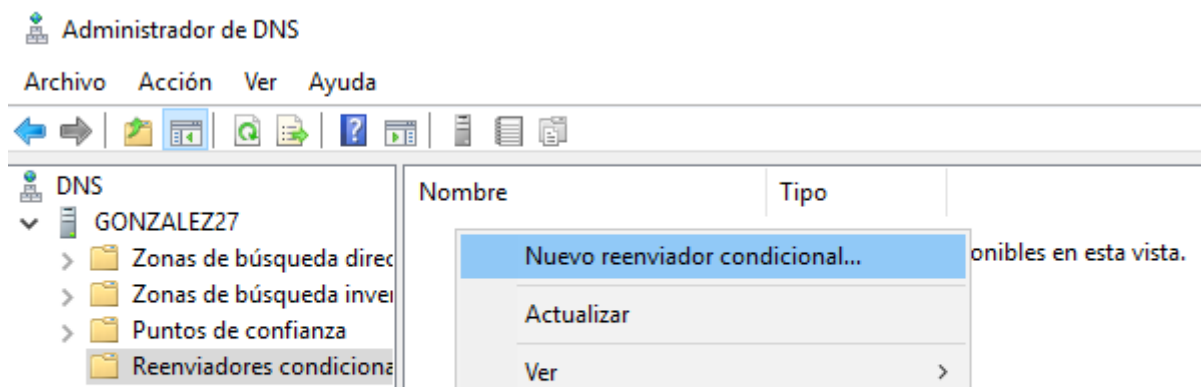 Administrador de DNS
Archivo Acción Ver Ayuda
DNS
GONZALEZ27
Zonas de búsqueda direc
Zonas de búsqueda inver
Puntos de confianza
Reenviadores condiciona
Nombre Tipo
onibles en esta vista.
Nuevo reenviador condicional...
Actualizar
Ver